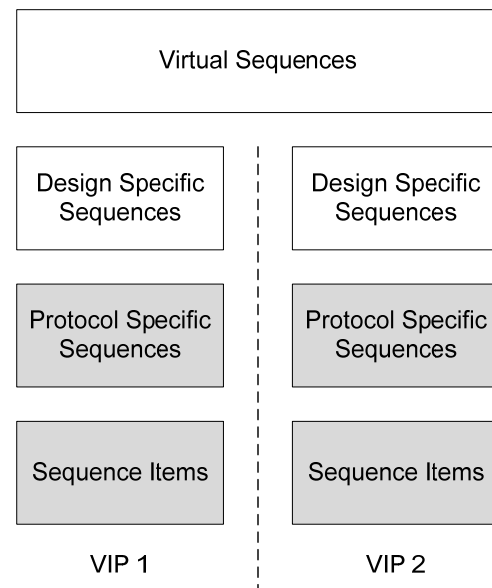 Virtual Sequences
Design Specific
Sequences
Design Specific
Sequences
Protocol Specific
Sequences
Protocol Specific
Sequences
Sequence Items
Sequence Items
VIP 1
VIP 2